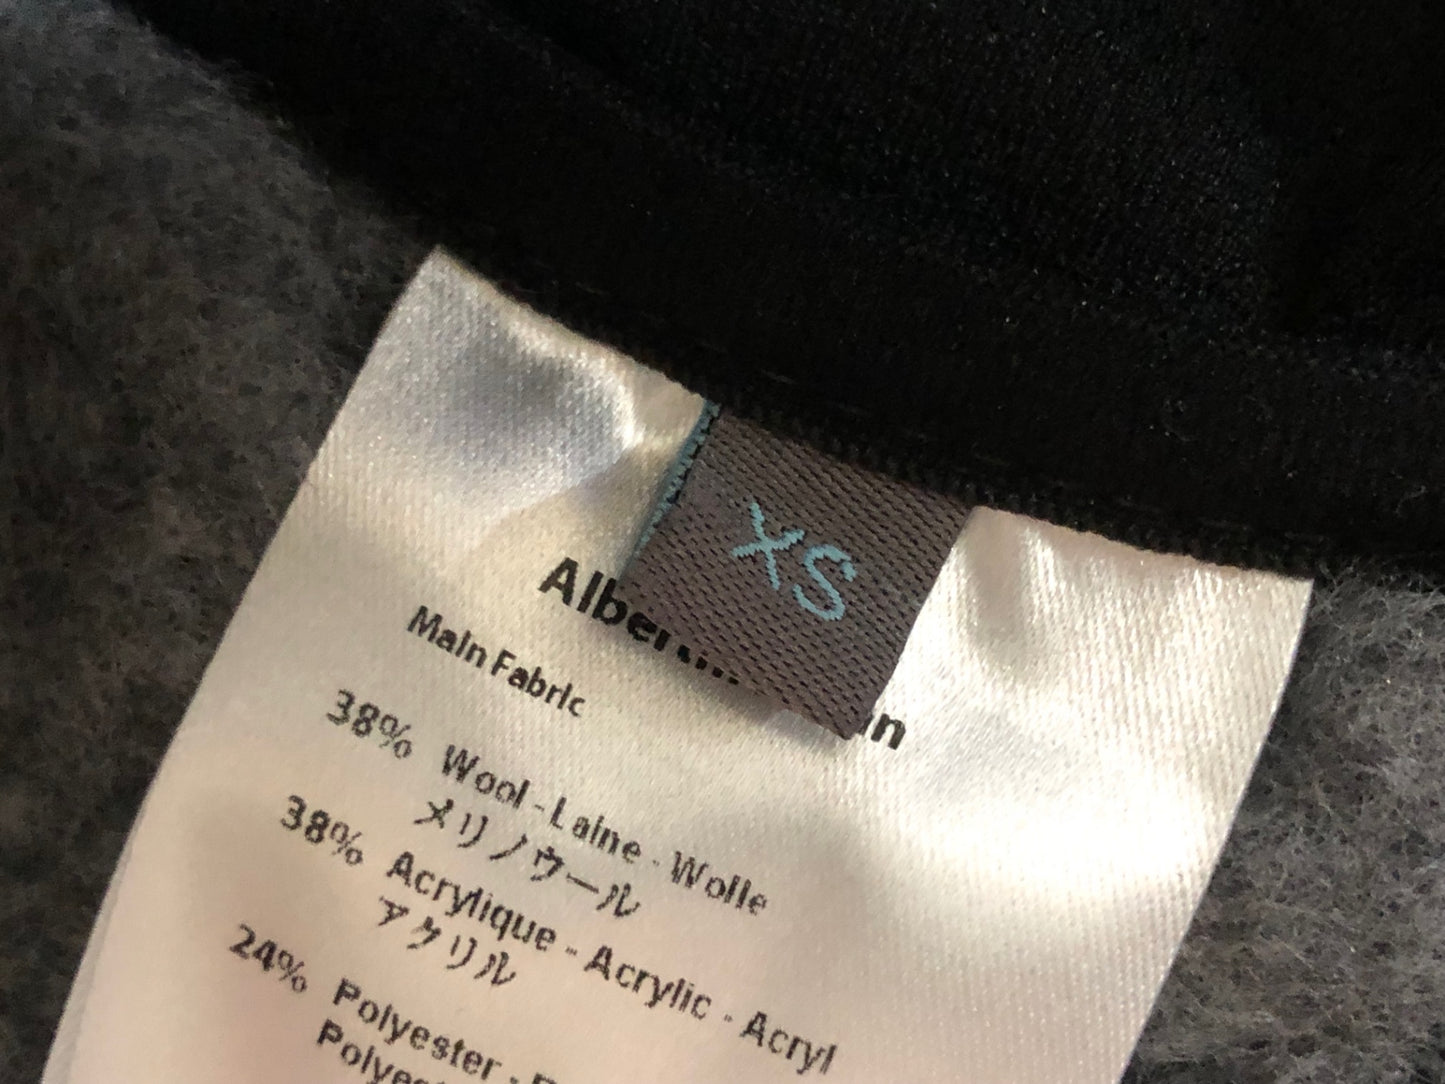 XS
Main Fabric
38% Wool - Laine - Wolle
メリノウール
38% Acrylique - Acrylic - Acryl
アクリル
24% Polyester -